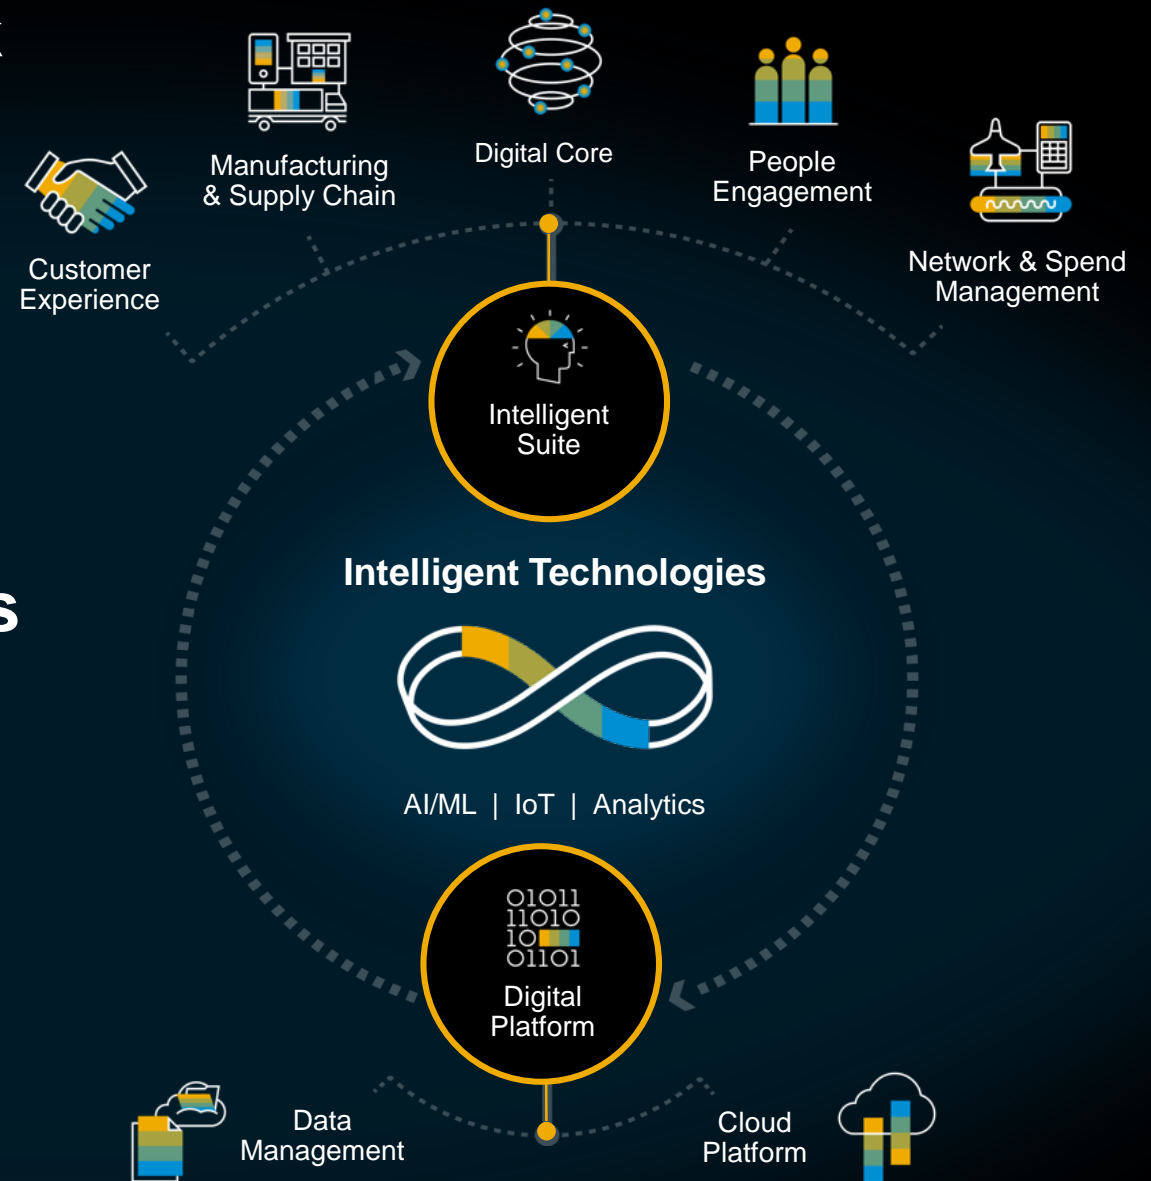 Digital Core
Manufacturing
& Supply Chain
People
Engagement
Customer
Experience
Network & Spend
Management
Intelligent
Suite
Intelligent Technologies
s
AI/ML | IoT | Analytics
01011
11010
10
01101
Digital
Platform
Data
Management
Cloud
Platform